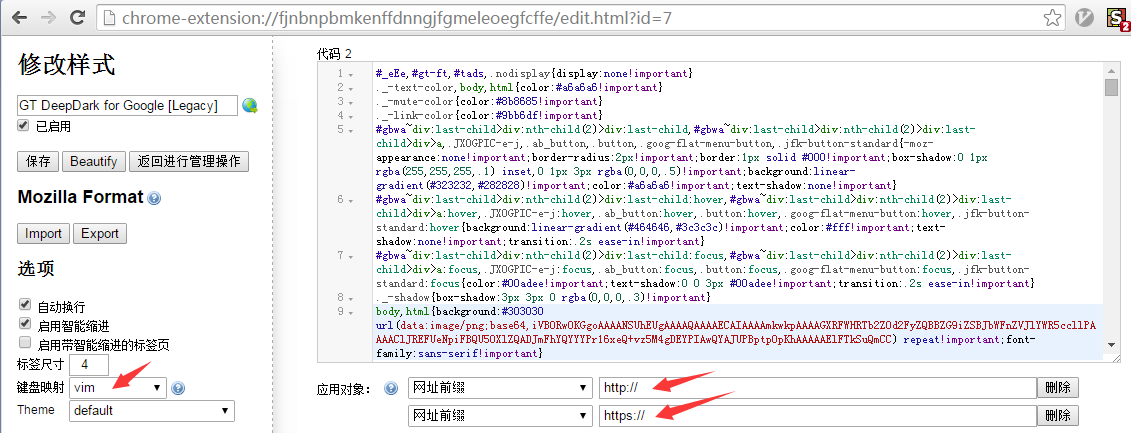 chrome-extension://fjnbnpbmkenffdnngjfgmeleoegfcffe/edit.html?id=7
2
修改样式
GT DeepDark for Google [Legacy]
已启用
保存 Beautify 返回进行管理操作
Mozilla Format
Import Export
选项
自动换行
启用智能缩进
启用带智能缩进的标签页
标签尺寸 4
键盘映射 vim
Theme default
代码 2
1 #_eEe,#gt-ft,#tads,.nodisplay{display:none!important}
2 ._-text-color,body,html{color:#a6a6a6!important}
3 ._-mute-color{color:#8b8685!important}
4 ._-link-color{color:#9bb6df!important}
5 #gbwa~div:last-child>div:nth-child(2)>div:last-child,#gbwa~div:last-child>div:nth-child(2)>div:last-
child>div>a,.JXOGPIC-e-j,.ab_button,.button,.goog-flat-menu-button,.jfk-button-standard{-moz-
appearance:none!important;border-radius:2px!important;border:1px solid #000!important;box-shadow:0 1px
rgba(255,255,255,.1) inset,0 1px 3px rgba(0,0,0,.5)!important;background:linear-
gradient(#323232,#282828)!important;color:#a6a6a6!important;text-shadow:none!important}
6 #gbwa~div:last-child>div:nth-child(2)>div:last-child:hover,#gbwa~div:last-child>div:nth-child(2)>div:last-
child>div>a:hover,.JXOGPIC-e-j:hover,.ab_button:hover,.button:hover,.goog-flat-menu-button:hover,.jfk-button-
standard:hover{background:linear-gradient(#464646,#3c3c3c)!important;color:#fff!important;text-
shadow:none!important;transition:.2s ease-in!important}
7 #gbwa~div:last-child>div:nth-child(2)>div:last-child:focus,#gbwa~div:last-child>div:nth-child(2)>div:last-
child>div>a:focus,.JXOGPIC-e-j:focus,.ab_button:focus,.button:focus,.goog-flat-menu-button:focus,.jfk-button-
standard:focus{color:#00adee!important;text-shadow:0 0 3px #00adee!important;transition:.2s ease-in!important}
8 ._-shadow{box-shadow:3px 3px 0 rgba(0,0,0,.3)!important}
9 body,html{background:#303030
repeat!important;font-
family:sans-serif!important}
应用对象： 网址前缀 http:// 删除
网址前缀 https:// 删除